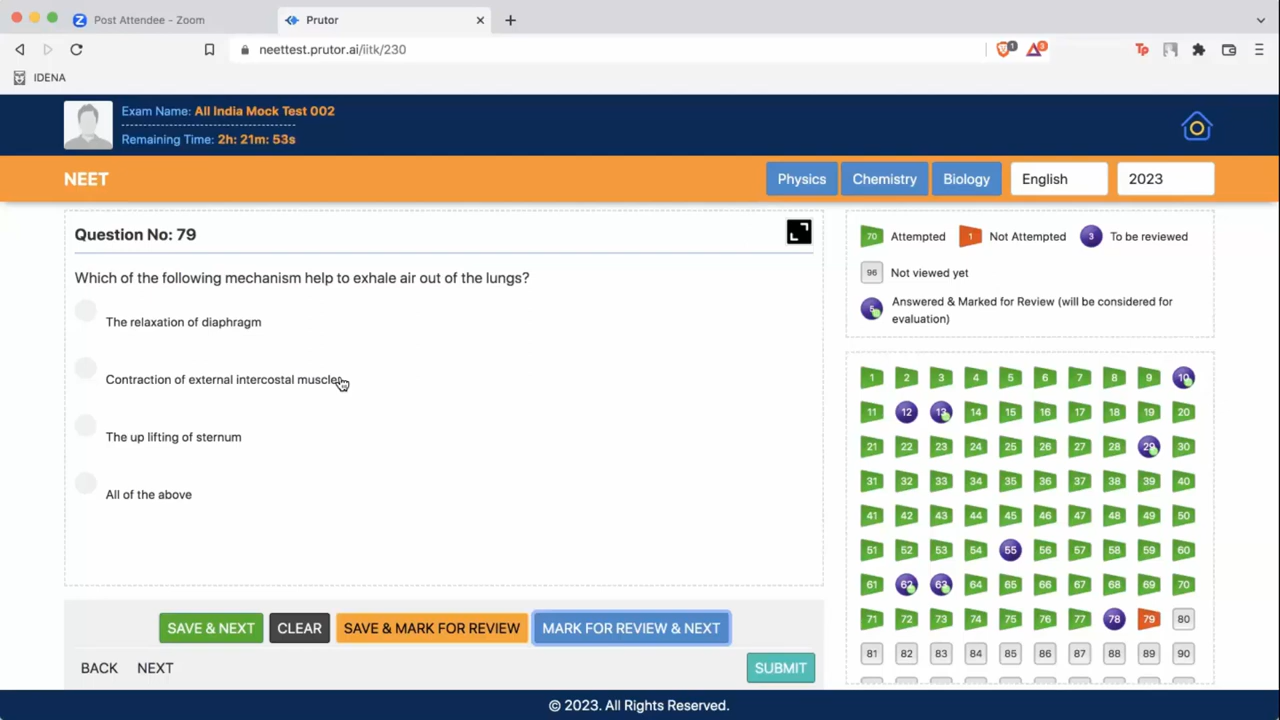 Post Attendee - Zoom
Prutor
neettest.prutor.ai/iitk/230
1
3
Tp
IDENA
Exam Name: All India Mock Test 002
Remaining Time: 2h: 21m: 53s
NEET
Physics
Chemistry
Biology
English
2023
Question No: 79
Which of the following mechanism help to exhale air out of the lungs?
The relaxation of diaphragm
Contraction of external intercostal muscles
The up lifting of sternum
All of the above
SAVE & NEXT
CLEAR
SAVE & MARK FOR REVIEW
MARK FOR REVIEW & NEXT
BACK
NEXT
SUBMIT
70 Attempted
1 Not Attempted
3 To be reviewed
96 Not viewed yet
5 Answered & Marked for Review (will be considered for
evaluation)
1 2 3 4 5 6 7 8 9 10
11 12 13 14 15 16 17 18 19 20
21 22 23 24 25 26 27 28 29 30
31 32 33 34 35 36 37 38 39 40
41 42 43 44 45 46 47 48 49 50
51 52 53 54 55 56 57 58 59 60
61 62 63 64 65 66 67 68 69 70
71 72 73 74 75 76 77 78 79 80
81 82 83 84 85 86 87 88 89 90
© 2023. All Rights Reserved.